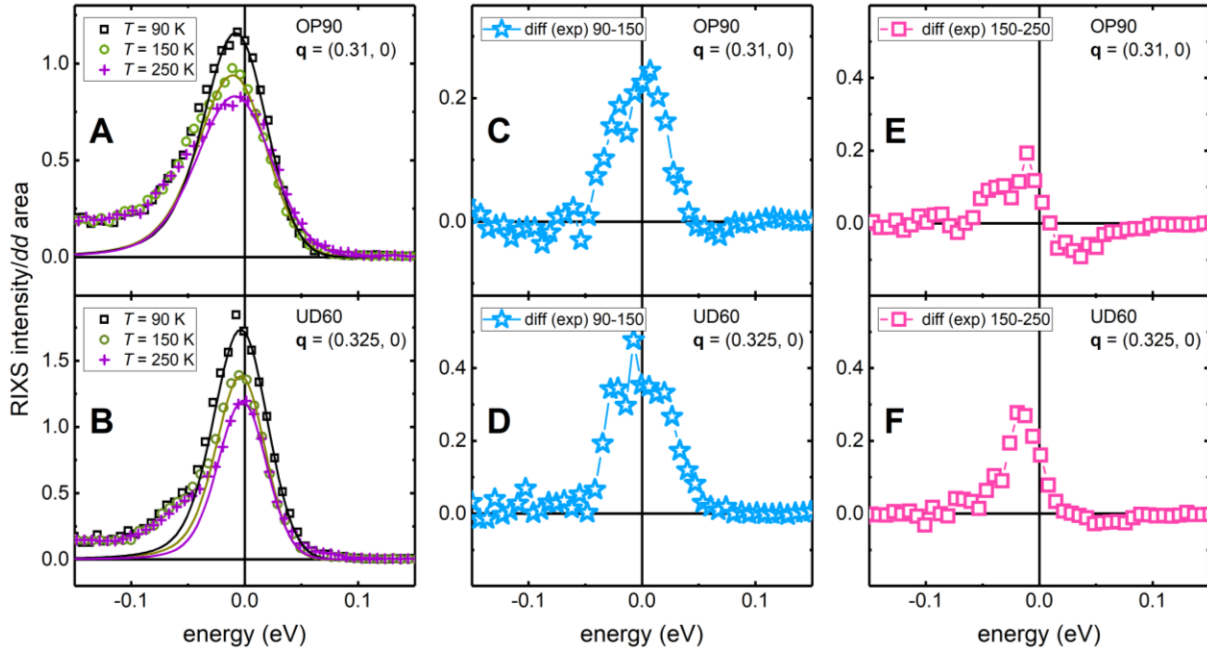 RIXS intensity/dd area
A
T = 90 K
T = 150 K
T = 250 K
OP90
q = (0.31, 0)
0.0
0.5
1.0
B
T = 90 K
T = 150 K
T = 250 K
UD60
q = (0.325, 0)
0.0
0.5
1.0
1.5
-0.1
0.0
0.1
energy (eV)
C
diff (exp) 90-150
OP90
q = (0.31, 0)
0.0
0.2
D
diff (exp) 90-150
UD60
q = (0.325, 0)
0.0
0.2
0.4
-0.1
0.0
0.1
energy (eV)
E
diff (exp) 150-250
OP90
q = (0.31, 0)
0.0
0.2
0.4
F
diff (exp) 150-250
UD60
q = (0.325, 0)
0.0
0.2
0.4
-0.1
0.0
0.1
energy (eV)